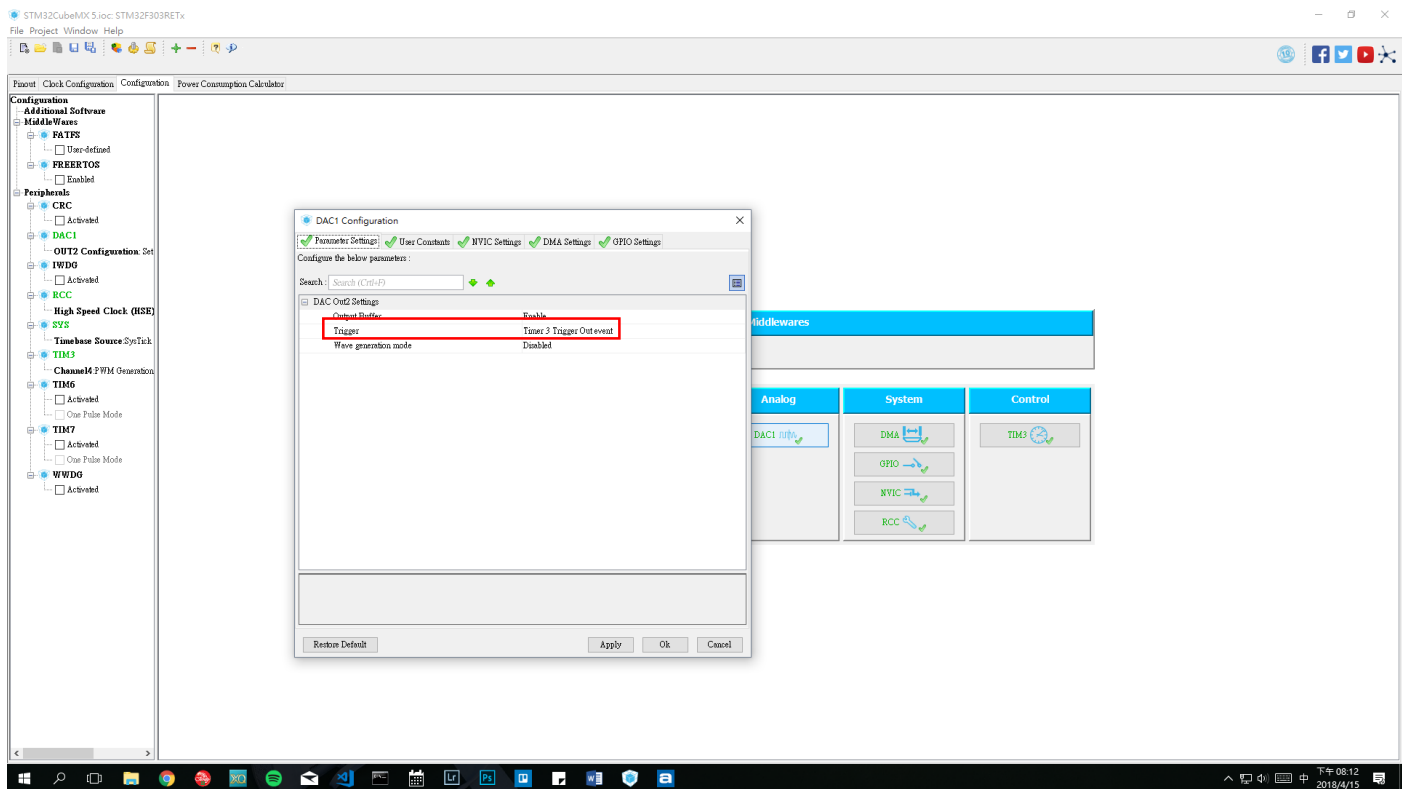 STM32CubeMX 5.ioc: STM32F303RETx
File Project Window Help
Pinout Clock Configuration Configuration Power Consumption Calculator
Configuration
Additional Software
MiddleWares
FATFS
User-defined
FREERTOS
Enabled
Peripherals
CRC
Activated
DAC1
OUT2 Configuration: Set
IWDG
Activated
RCC
High Speed Clock (HSE)
SYS
Timebase Source:SysTick
TIM3
Channel4:PWM Generation
TIM6
Activated
One Pulse Mode
TIM7
Activated
One Pulse Mode
WWDG
Activated
DAC1 Configuration
Parameter Settings User Constants NVIC Settings DMA Settings GPIO Settings
Configure the below parameters :
Search : Search (Crtl+F)
DAC Out2 Settings
Output Buffer Enable
Trigger Timer 3 Trigger Out event
Wave generation mode Disabled
Restore Default Apply Ok Cancel
Middlewares
Analog System Control
DAC1 DMA TIM3
GPIO
NVIC
RCC
Lr Ps
中 下午 08:12
2018/4/15